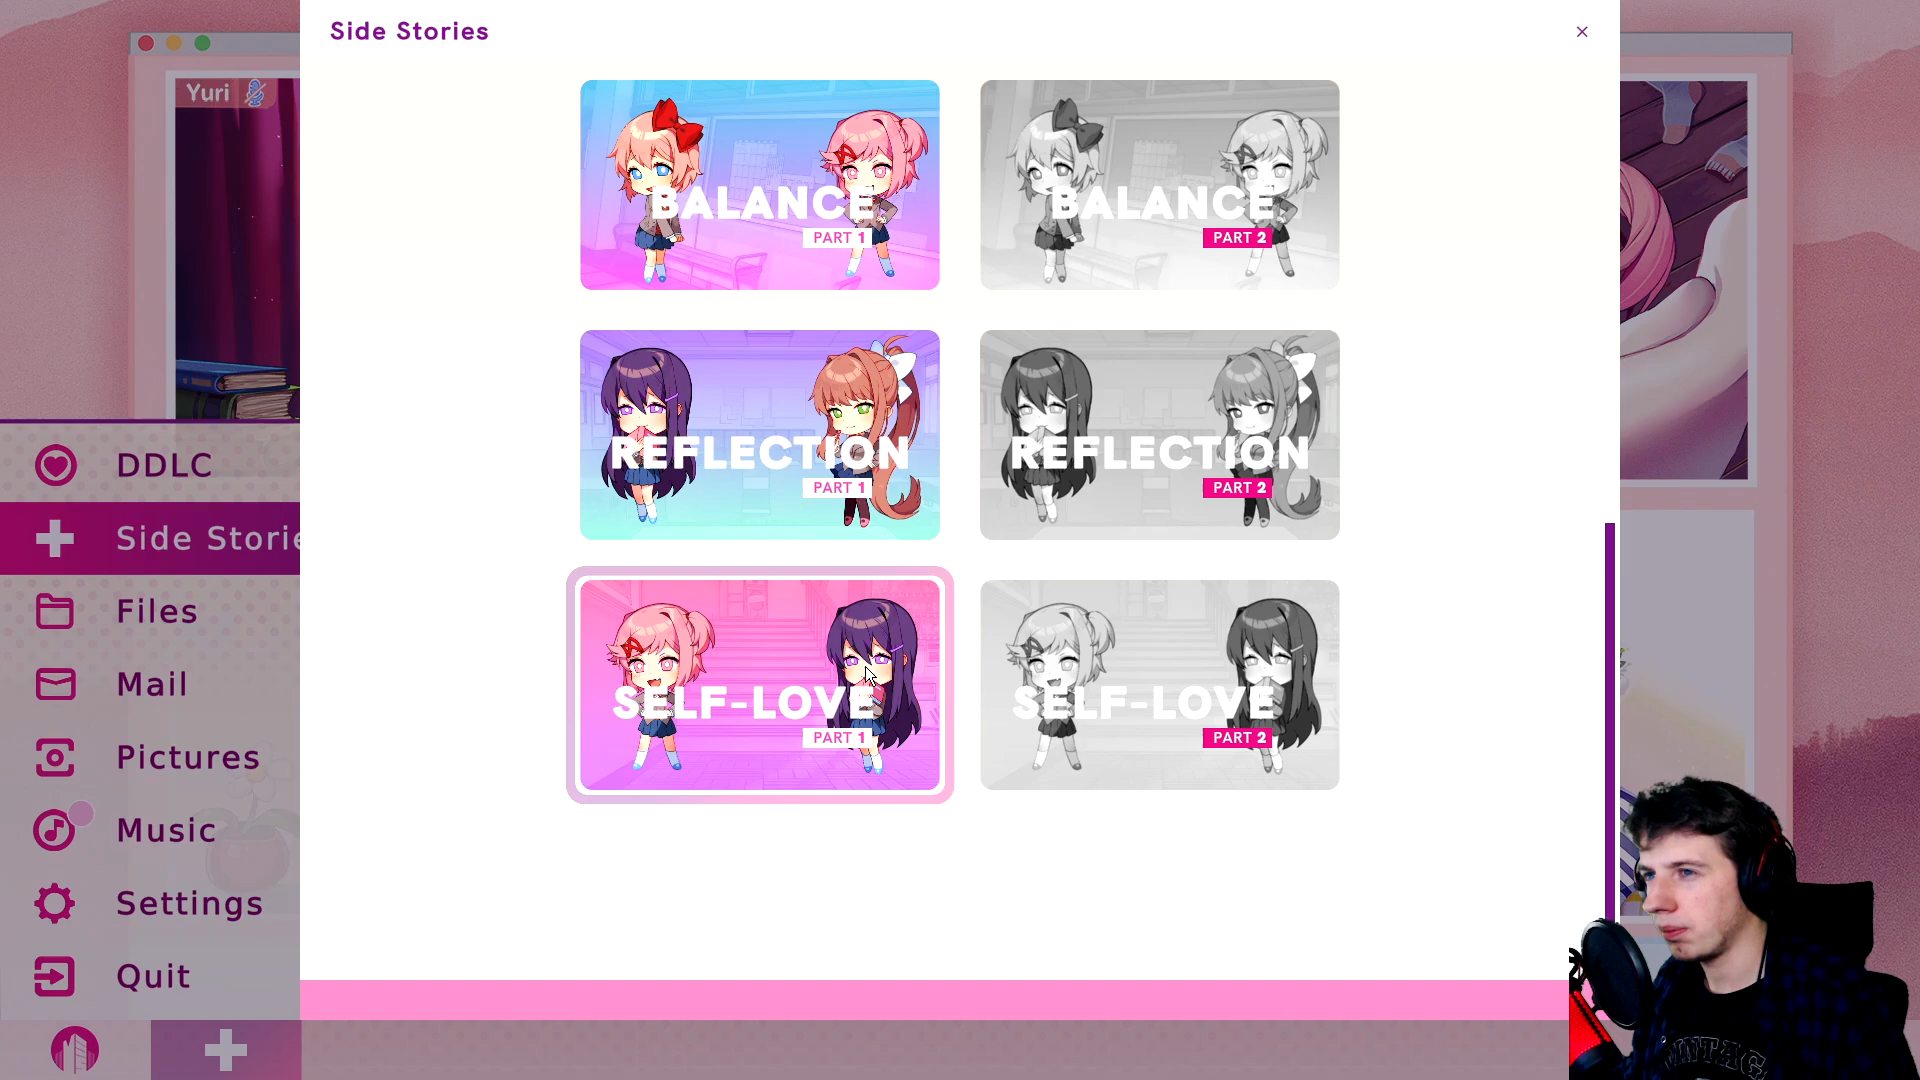 Side Stories
Yuri
BALANCE
PART 1
BALANCE
PART 2
REFLECTION
PART 1
REFLECTION
PART 2
SELF-LOVE
PART 1
SELF-LOVE
PART 2
DDLC
Side Storie
Files
Mail
Pictures
Music
Settings
Quit